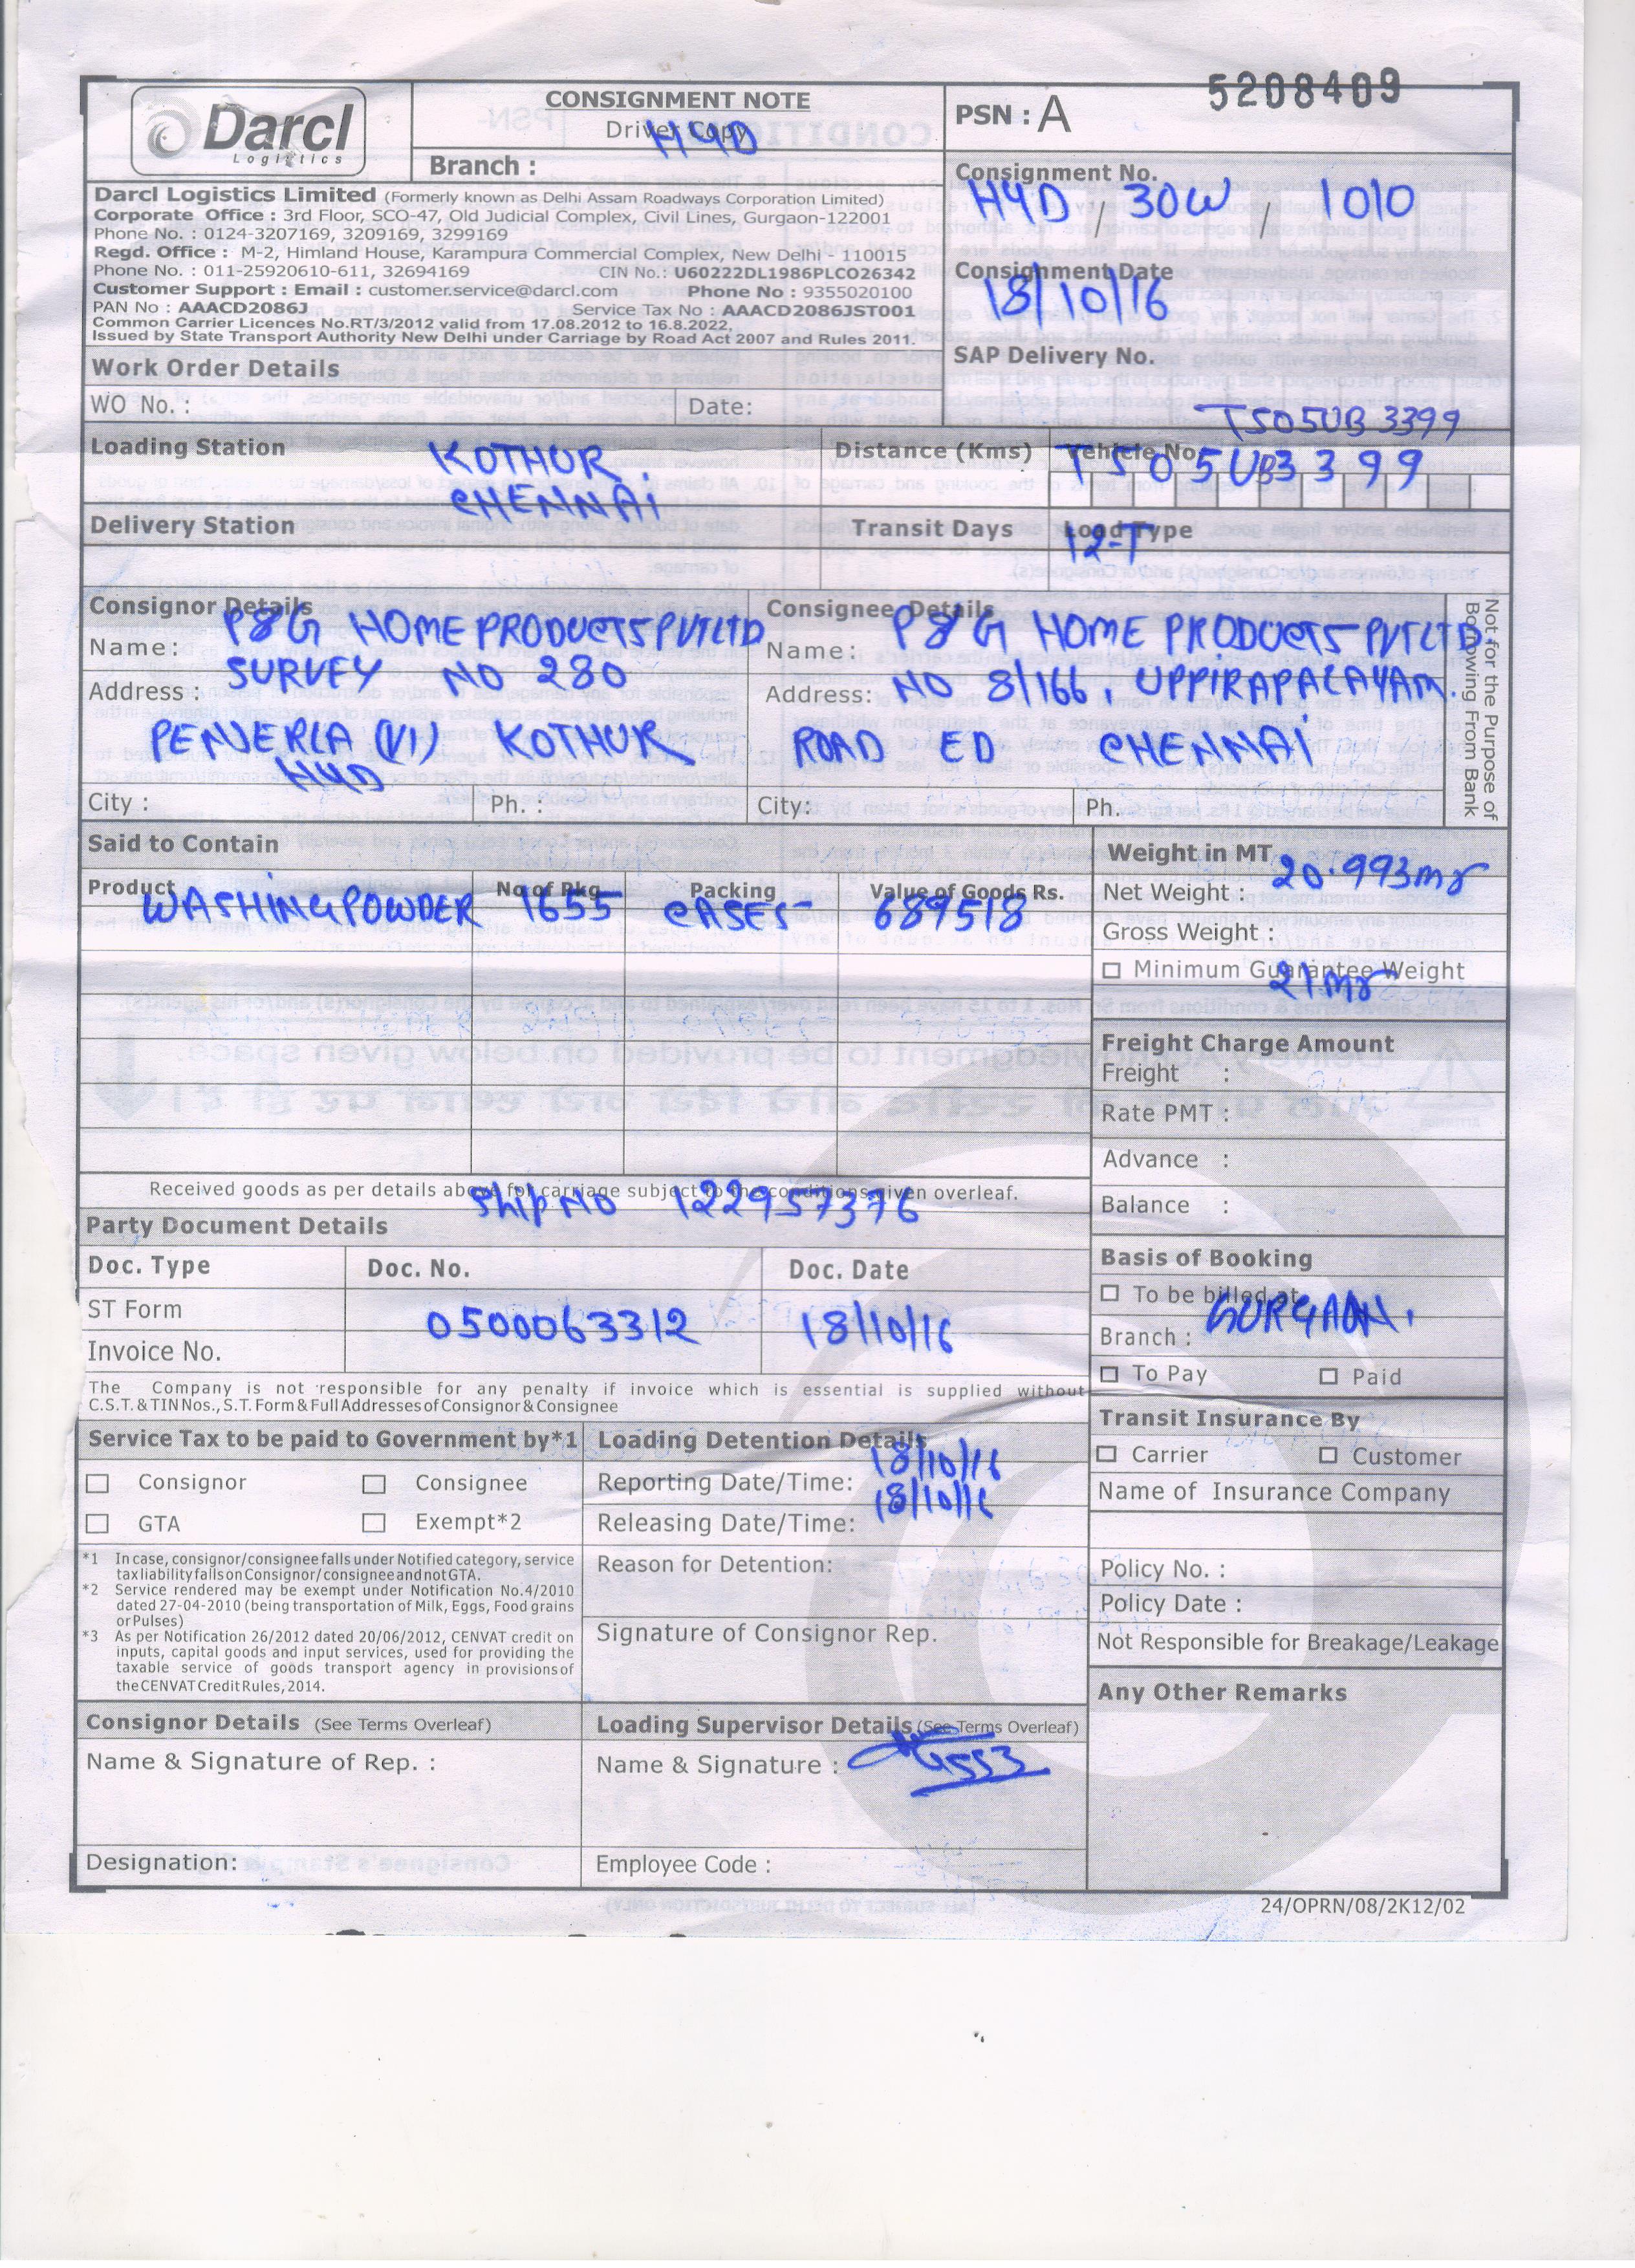 5208409
Darcl
Logistics
CONSIGNMENT NOTE
Driver Copy
HYD
Branch :
PSN : A
Darcl Logistics Limited (Formerly known as Delhi Assam Roadways Corporation Limited)
Corporate Office : 3rd Floor, SCO-47, Old Judicial Complex, Civil Lines, Gurgaon-122001
Phone No. : 0124-3207169, 3209169, 3299169
Regd. Office : M-2, Himland House, Karampura Commercial Complex, New Delhi - 110015
Phone No. : 011-25920610-611, 32694169 CIN No.: U60222DL1986PLCO26342
Customer Support : Email : customer.service@darcl.com Phone No : 9355020100
PAN No : AAACD2086J Service Tax No : AAACD2086JST001
Common Carrier Licences No.RT/3/2012 valid from 17.08.2012 to 16.8.2022,
Issued by State Transport Authority New Delhi under Carriage by Road Act 2007 and Rules 2011.
Consignment No.
HYD / 30W / 1010
Consignment Date
18/10/16
SAP Delivery No.
Work Order Details
WO No. : Date:
TS05UB 3399
Loading Station KOTHUR
Distance (Kms) Vehicle No.
TS05UB3399
CHENNAI
Delivery Station Transit Days Load Type
12-T
Consignor Details
Name: P&G HOME PRODUCTS PVT LTD
Address : SURVEY NO 280
PENJERLA (VI) KOTHUR
HYD
City : Ph. :
Consignee Details
Name: P&G HOME PRODUCTS PVT LTD
Address: NO 8/166, UPPIRAPALAYAM.
ROAD ED CHENNAI
City: Ph.
Not for the Purpose of
Borrowing From Bank
Said to Contain
Product No of Pkg Packing Value of Goods Rs.
WASHINGPOWDER 1655 CASES 689518
Weight in MT
Net Weight : 20.993
Gross Weight :
Minimum Guarantee Weight
21
Freight Charge Amount
Freight :
Rate PMT :
Advance :
Balance :
Received goods as per details above for carriage subject to the conditions given overleaf.
Ship NO 122957376
Party Document Details
Doc. Type Doc. No. Doc. Date
ST Form
0500063312 18/10/16
Invoice No.
Basis of Booking
To be billed at
Branch : GURGAON.
To Pay Paid
The Company is not responsible for any penalty if invoice which is essential is supplied without
C.S.T. & TIN Nos., S.T. Form & Full Addresses of Consignor & Consignee
Service Tax to be paid to Government by*1
Consignor Consignee
GTA Exempt*2
*1 In case, consignor/consignee falls under Notified category, service
tax liability falls on Consignor/consignee and not GTA.
*2 Service rendered may be exempt under Notification No.4/2010
dated 27-04-2010 (being transportation of Milk, Eggs, Food grains
or Pulses)
*3 As per Notification 26/2012 dated 20/06/2012, CENVAT credit on
inputs, capital goods and input services, used for providing the
taxable service of goods transport agency in provisions of
the CENVAT Credit Rules, 2014.
Loading Detention Details
Reporting Date/Time: 18/10/16
Releasing Date/Time: 18/10/16
Reason for Detention:
Signature of Consignor Rep.
Transit Insurance By
Carrier Customer
Name of Insurance Company
Policy No. :
Policy Date :
Not Responsible for Breakage/Leakage
Any Other Remarks
Consignor Details (See Terms Overleaf)
Name & Signature of Rep. :
Designation:
Loading Supervisor Details (See Terms Overleaf)
Name & Signature :
Employee Code :
24/OPRN/08/2K12/02